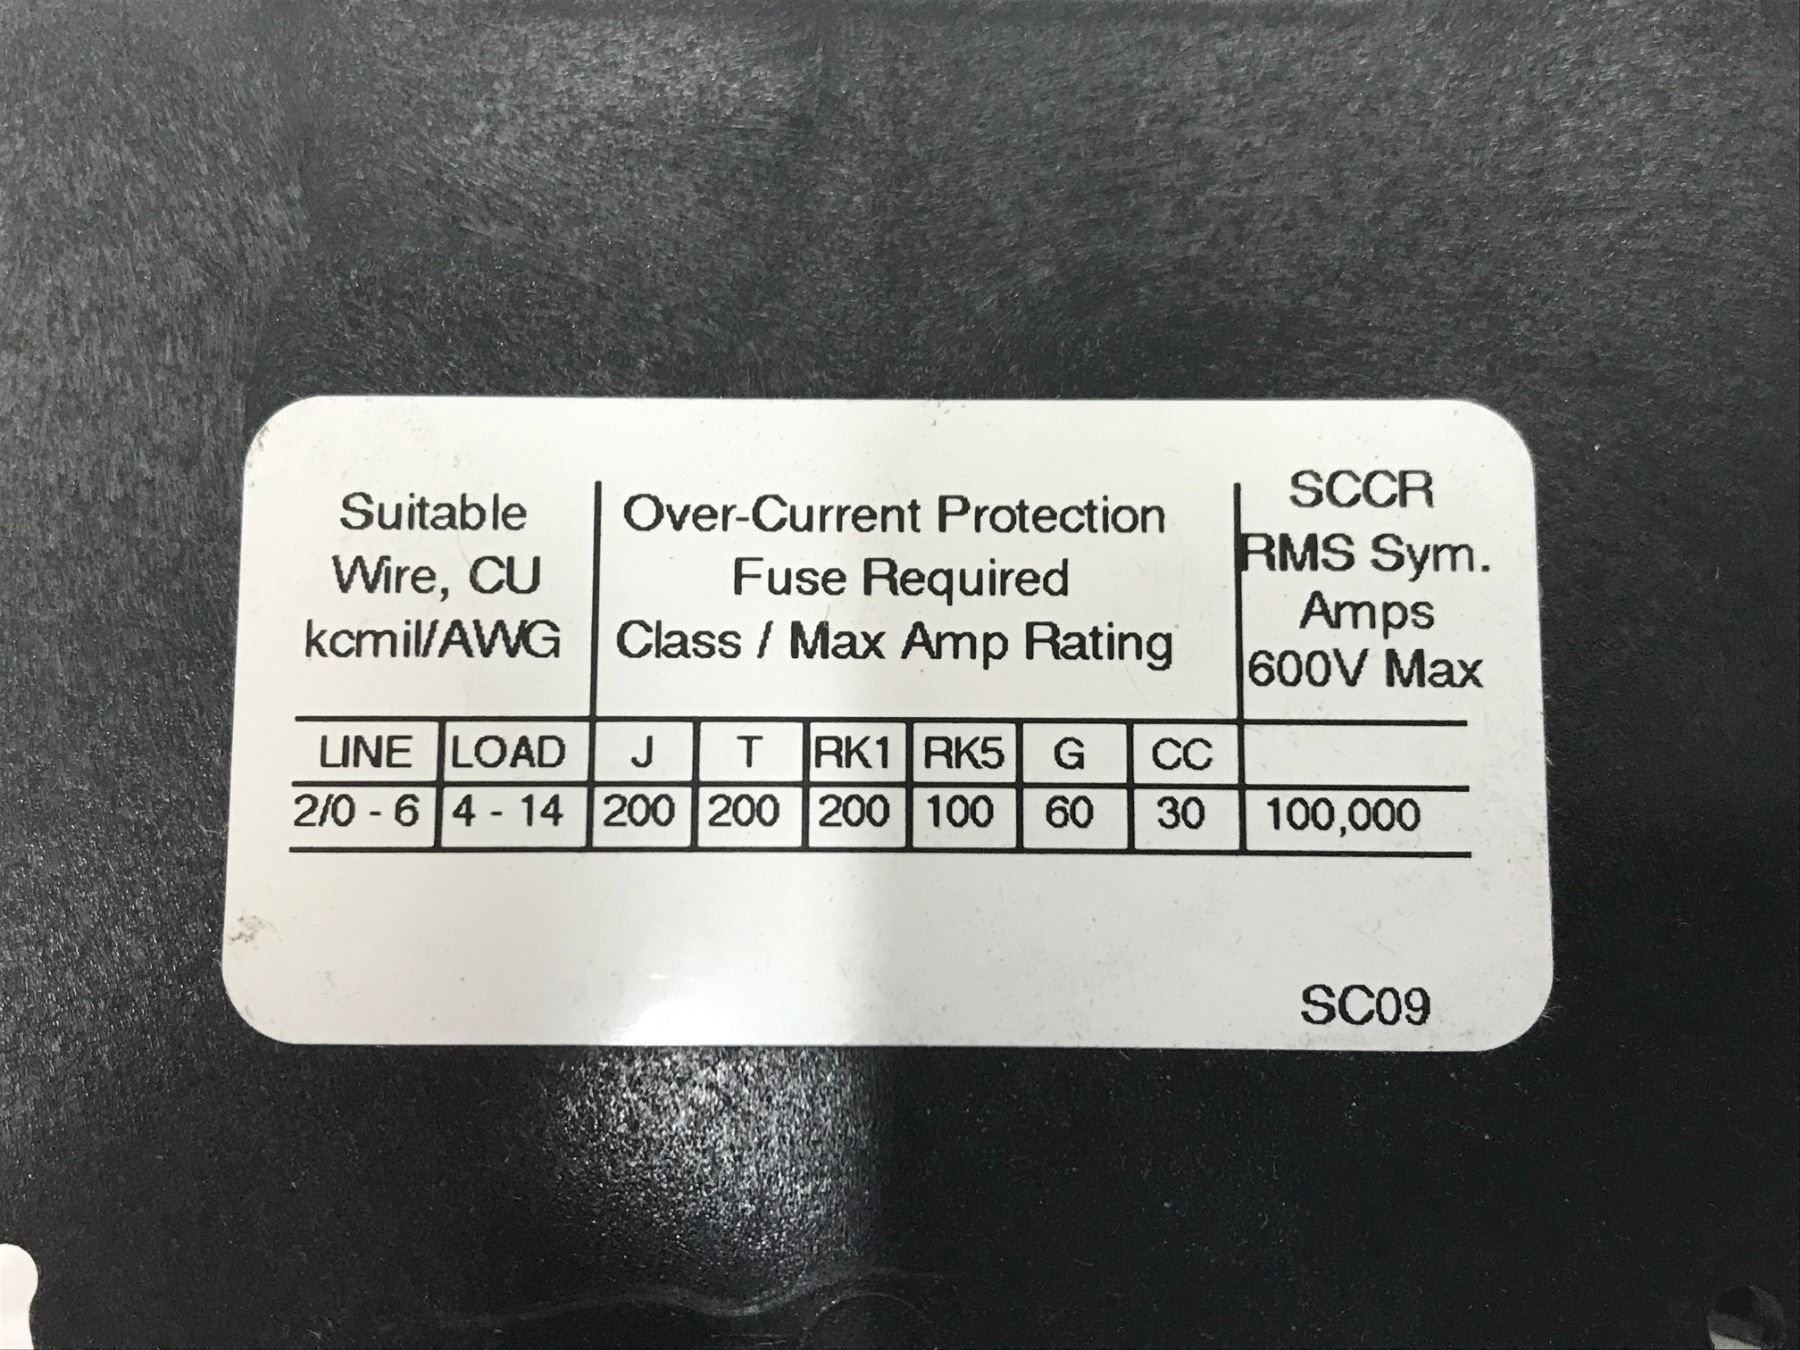 Suitable
Wire, CU
kcmil/AWG
Over-Current Protection
Fuse Required
Class / Max Amp Rating
SCCR
RMS Sym.
Amps
600V Max
LINE LOAD J T RK1 RK5 G CC
2/0 - 6 4 - 14 200 200 200 100 60 30 100,000
SC09